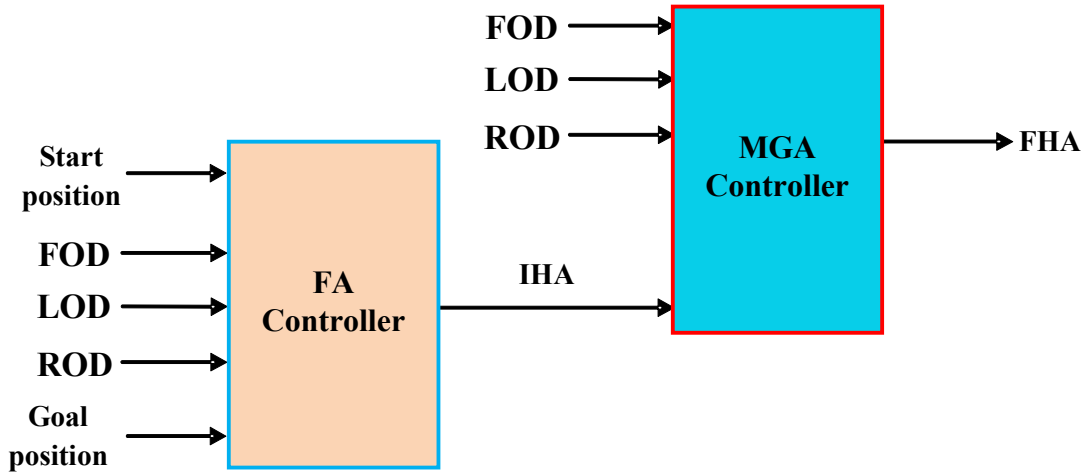 FOD
LOD
ROD
MGA
Controller
FHA
Start
position
FOD
LOD
ROD
Goal
position
FA
Controller
IHA